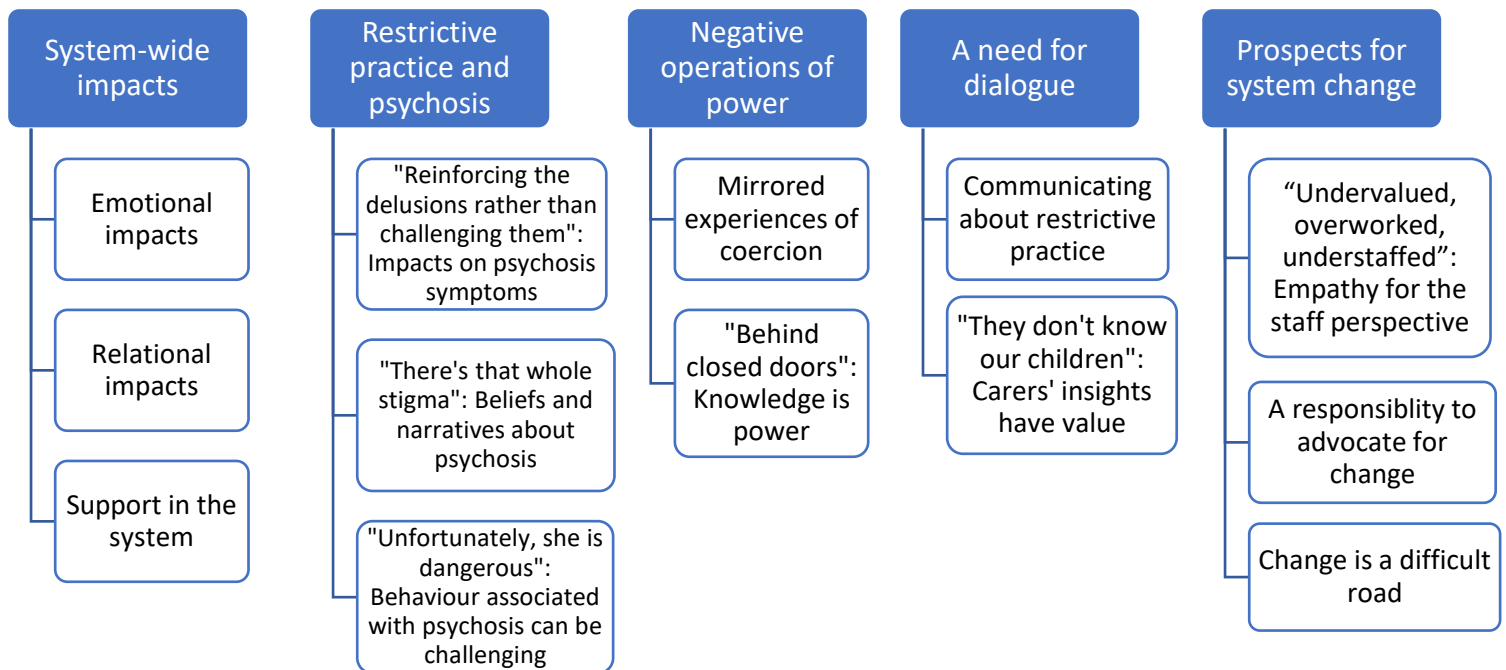 System-wide
impacts
Emotional
impacts
Relational
impacts
Support in the
system
Restrictive
practice and
psychosis
"Reinforcing the
delusions rather than
challenging them":
Impacts on psychosis
symptoms
"There's that whole
stigma": Beliefs and
narratives about
psychosis
"Unfortunately, she is
dangerous":
Behaviour associated
with psychosis can be
challenging
Negative
operations of
power
Mirrored
experiences of
coercion
"Behind
closed doors":
Knowledge is
power
A need for
dialogue
Communicating
about restrictive
practice
"They don't know
our children":
Carers' insights
have value
Prospects for
system change
“Undervalued,
overworked,
understaffed”:
Empathy for the
staff perspective
A responsiblity to
advocate for
change
Change is a difficult
road